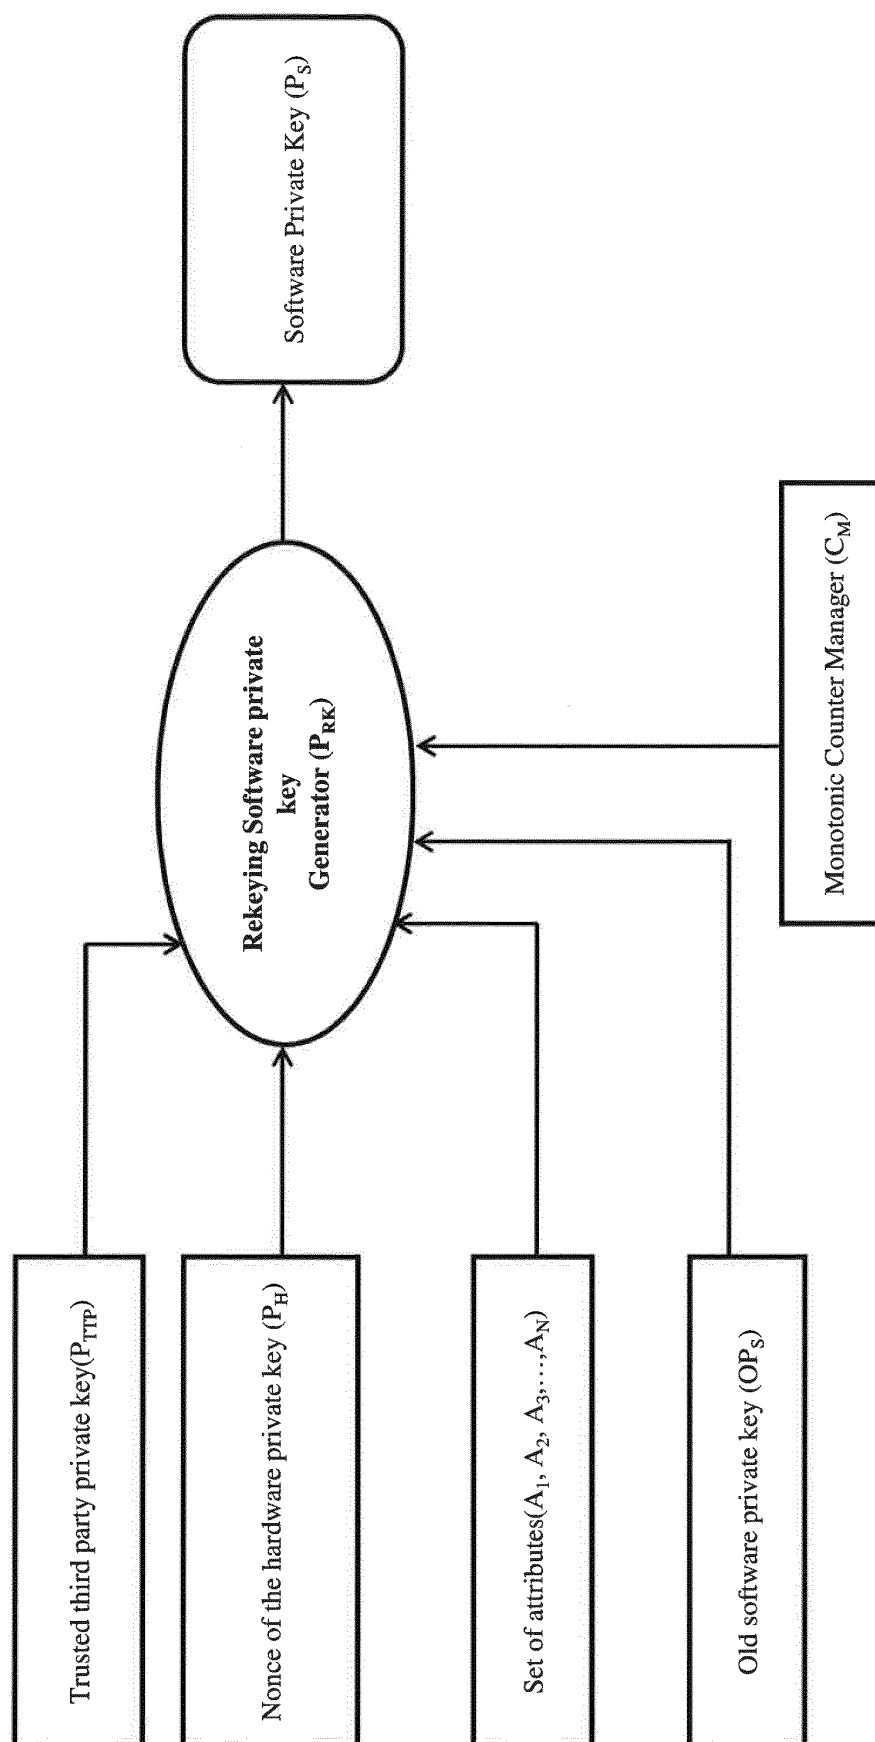 Trusted third party private key(P_TTP)
Nonce of the hardware private key (P_H)
Set of attributes(A_1, A_2, A_3,…,A_N)
Old software private key (OP_S)
Rekeying Software private
key
Generator (P_RK)
Monotonic Counter Manager (C_M)
Software Private Key (P_S)